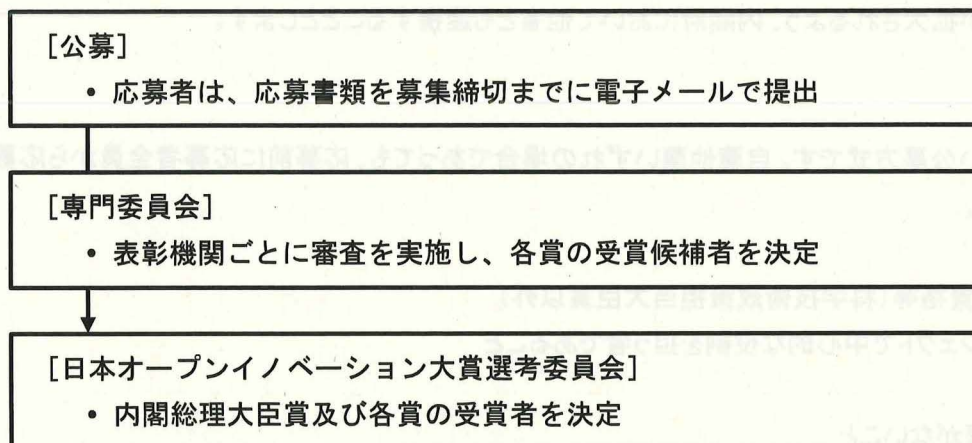 [公募]
• 応募者は、応募書類を募集締切までに電子メールで提出
[専門委員会]
• 表彰機関ごとに審査を実施し、各賞の受賞候補者を決定
[日本オープンイノベーション大賞選考委員会]
• 内閣総理大臣賞及び各賞の受賞者を決定